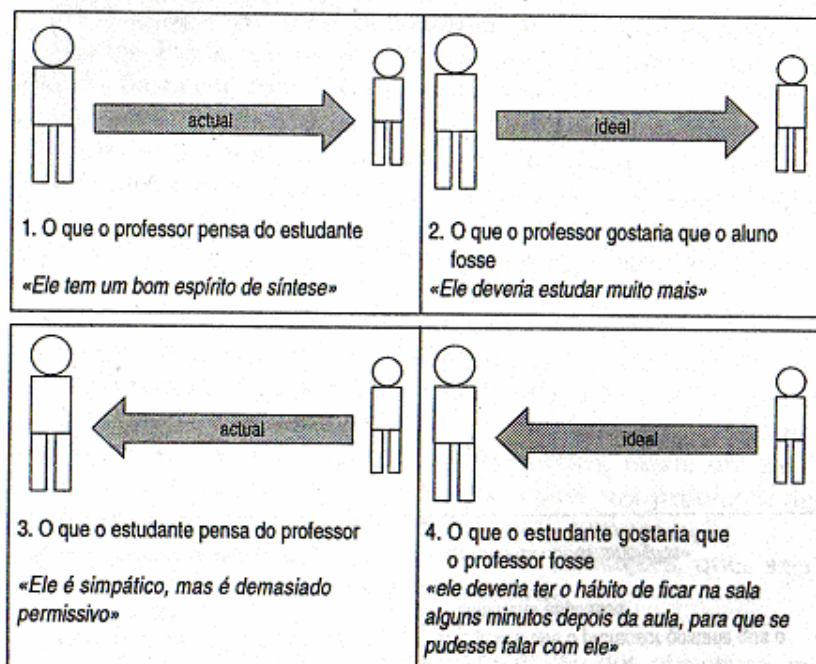 actual
ideal
1. O que o professor pensa do estudante
«Ele tem um bom espírito de síntese»
2. O que o professor gostaria que o aluno
fosse
«Ele deveria estudar muito mais»
actual
ideal
3. O que o estudante pensa do professor
«Ele é simpático, mas é demasiado
permissivo»
4. O que o estudante gostaria que
o professor fosse
«ele deveria ter o hábito de ficar na sala
alguns minutos depois da aula, para que se
pudesse falar com ele»